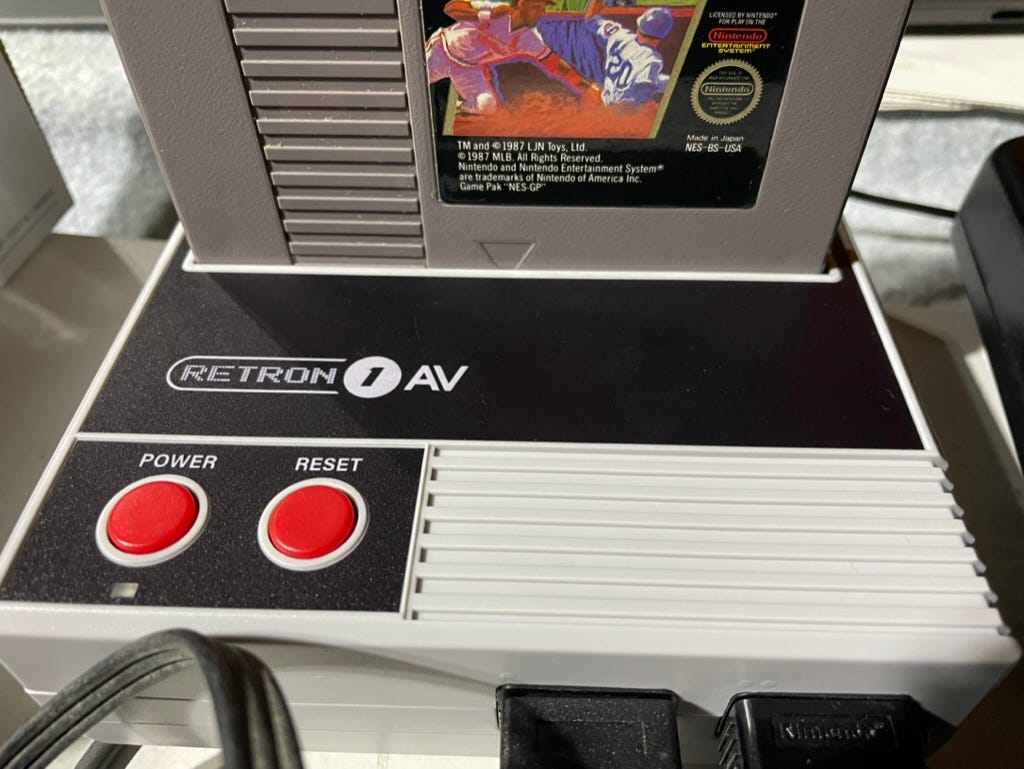 LICENSED BY NINTENDO®
FOR PLAY ON THE
Nintendo
ENTERTAINMENT
SYSTEM®
Nintendo
20
Made in Japan
NES-BS-USA
TM and ©1987 LJN Toys, Ltd.
©1987 MLB. All Rights Reserved.
Nintendo and Nintendo Entertainment System®
are trademarks of Nintendo of America Inc.
Game Pak "NES-GP"
RETRON 1 AV
POWER
RESET
Nintendo